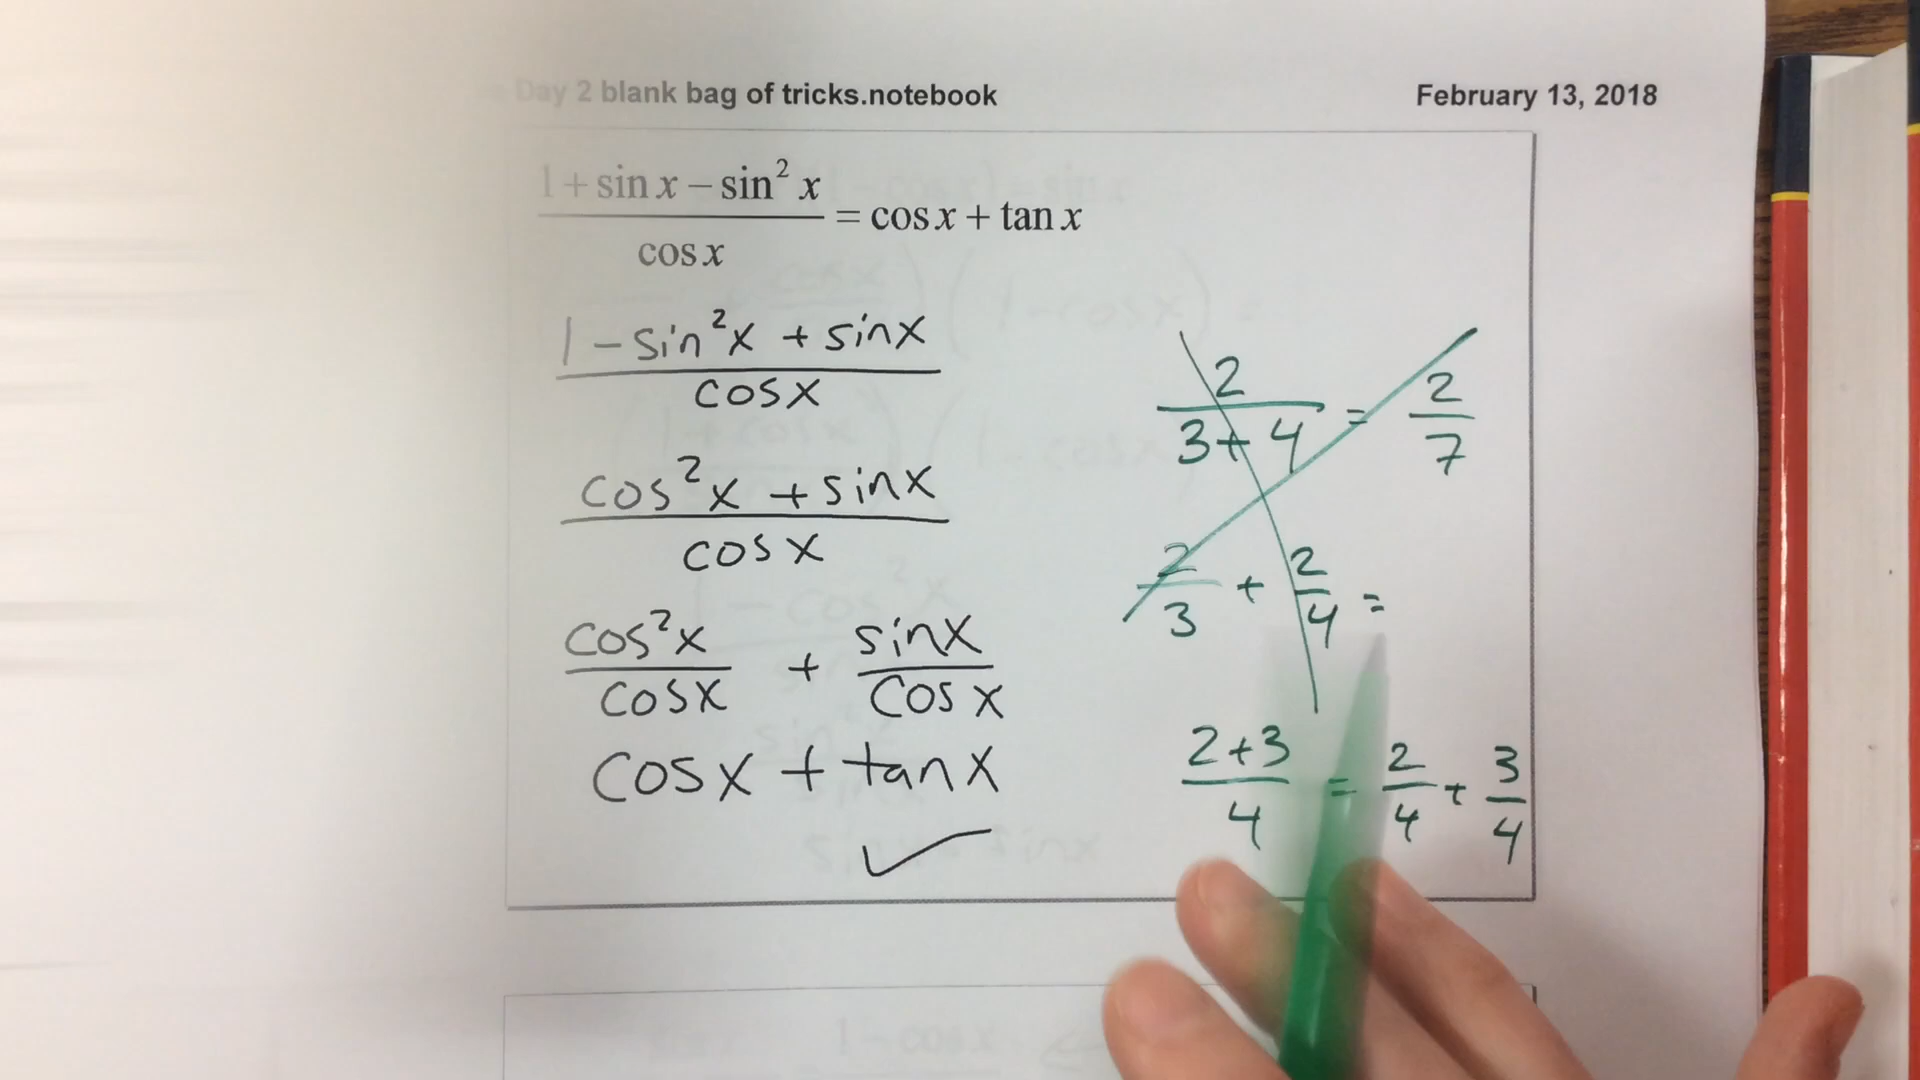 Day 2 blank bag of tricks.notebook
February 13, 2018
1 + sin x − sin² x
cos x
= cos x + tan x
1 − sin²x + sinx
cosx
cos²x + sinx
cosx
cos²x
cosx
+
sinx
cosx
cosx + tanx
✓
2
3+4
=
2
7
2
3
+
2
4
=
2+3
4
=
2
4
+
3
4
1−cosx